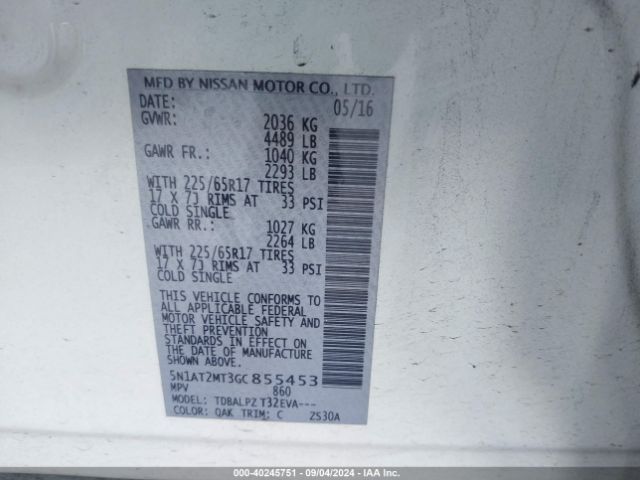 MFD BY NISSAN MOTOR CO., LTD.
DATE: 05/16
GVWR: 2036 KG
4489 LB
GAWR FR.: 1040 KG
2293 LB
WITH 225/65R17 TIRES
17 X 7J RIMS AT 33 PSI
COLD SINGLE
GAWR RR.: 1027 KG
2264 LB
WITH 225/65R17 TIRES
17 X 7J RIMS AT 33 PSI
COLD SINGLE
THIS VEHICLE CONFORMS TO
ALL APPLICABLE FEDERAL
MOTOR VEHICLE SAFETY AND
THEFT PREVENTION
STANDARDS IN EFFECT ON
THE DATE OF MANUFACTURE
SHOWN ABOVE.
5N1AT2MT3GC855453
MPV 860
MODEL: TDBALPZ T32EVA---
COLOR: QAK TRIM: C 2S30A
000-40245751 - 09/04/2024 - IAA Inc.